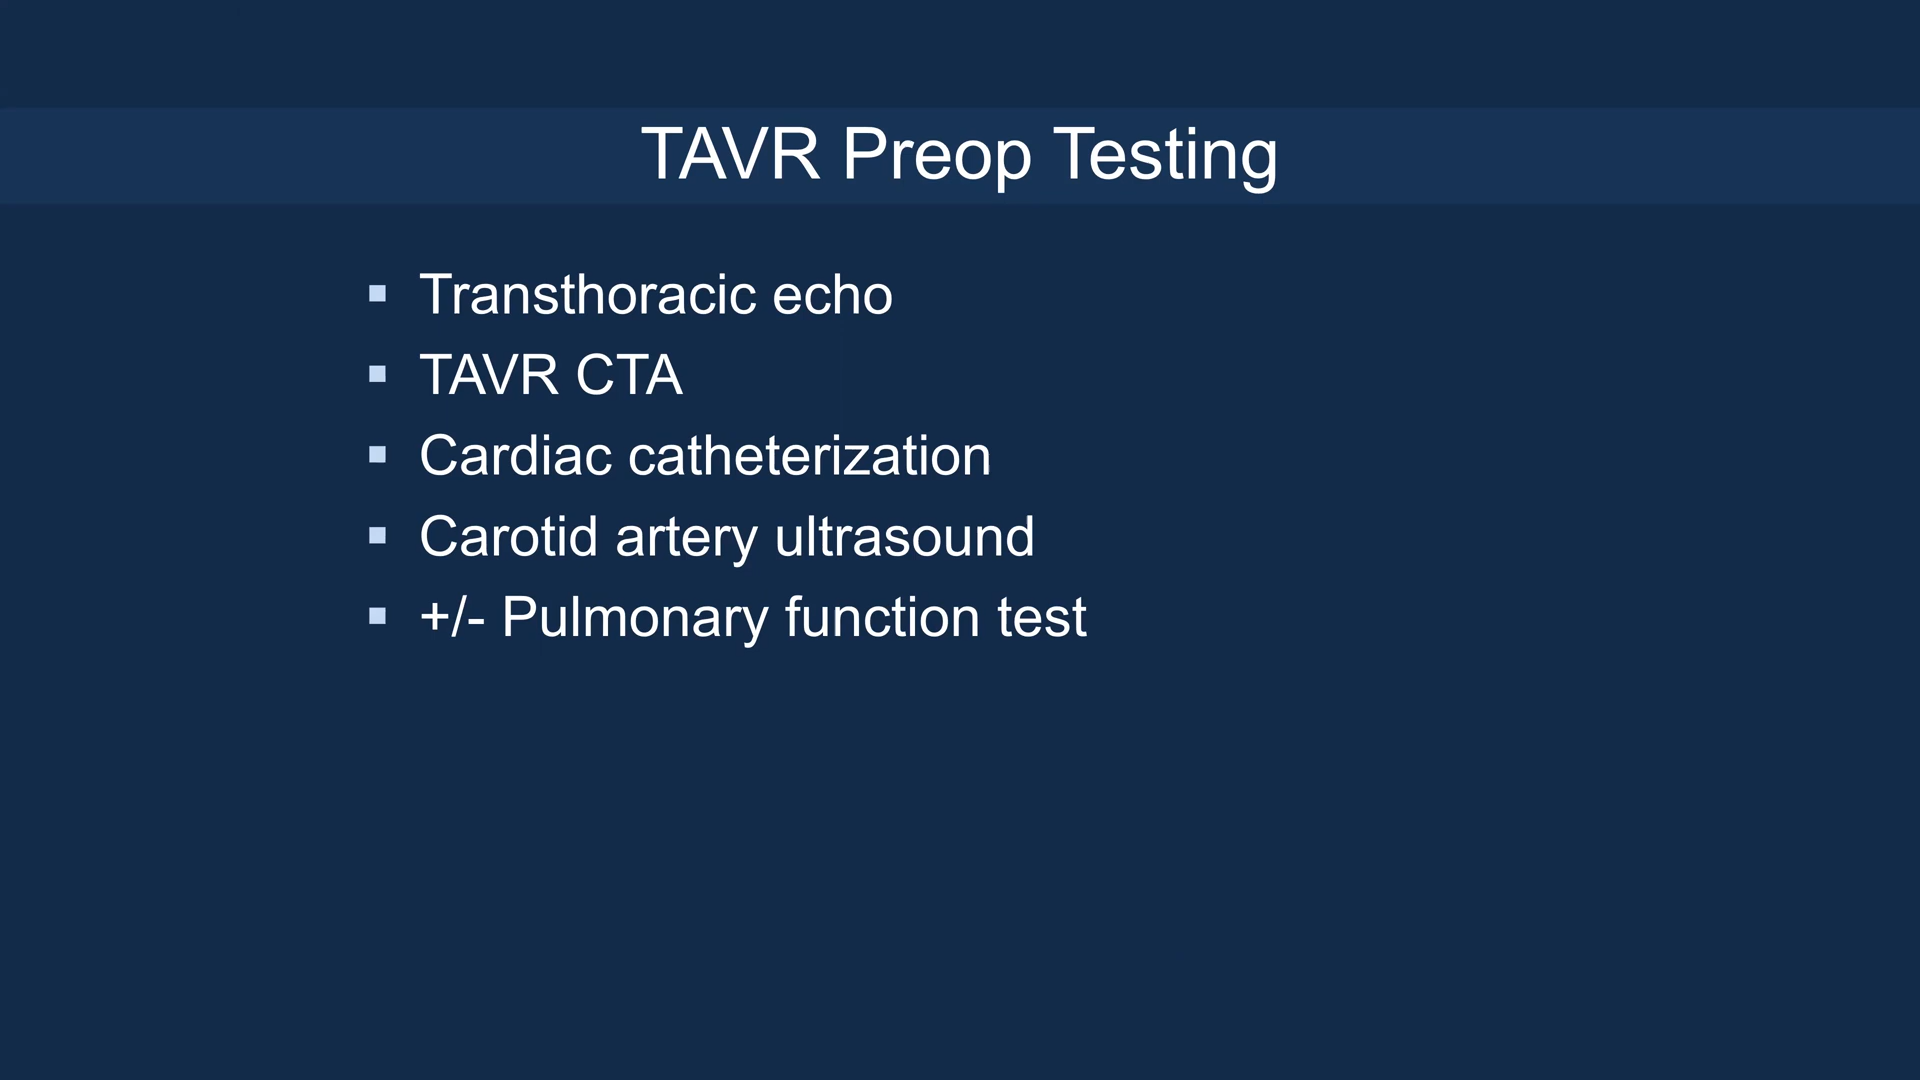 TAVR Preop Testing
▪ Transthoracic echo
▪ TAVR CTA
▪ Cardiac catheterization
▪ Carotid artery ultrasound
▪ +/- Pulmonary function test